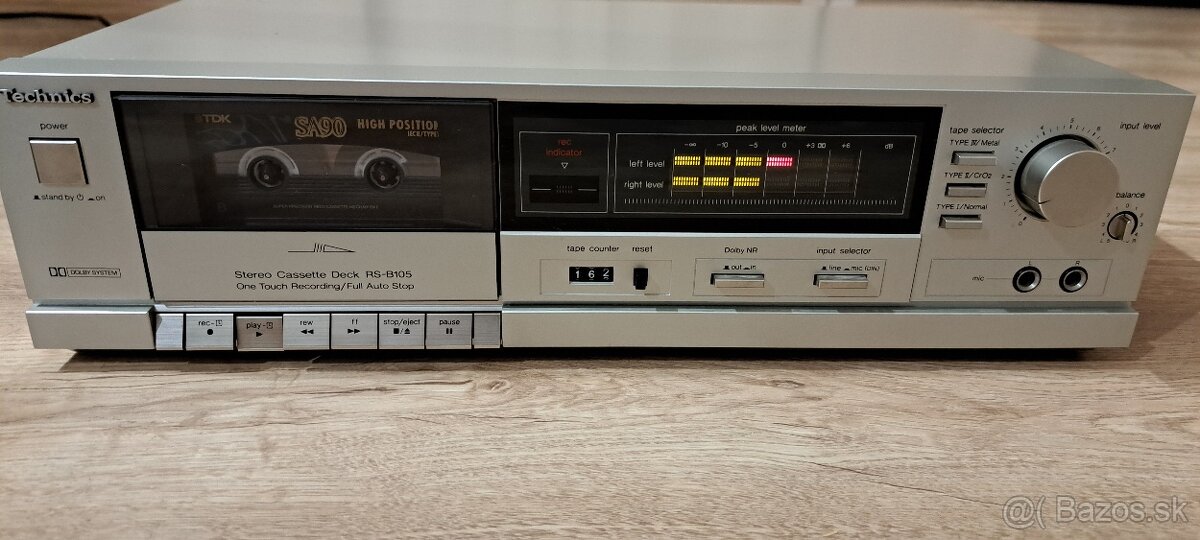 Technics
power
stand by on
DOLBY SYSTEM
TDK
SA90 HIGH POSITION
Stereo Cassette Deck RS-B105
One Touch Recording/Full Auto Stop
rec play rew ff stop/eject pause
rec
indicator
peak level meter
-∞ -10 -5 0 +3 +6 dB
left level
right level
tape counter reset
1 6 2
Dolby NR
out in
input selector
line mic
tape selector
TYPE IV/Metal
TYPE II/CrO2
TYPE I/Normal
input level
balance
mic
L R
@( Bazos.sk